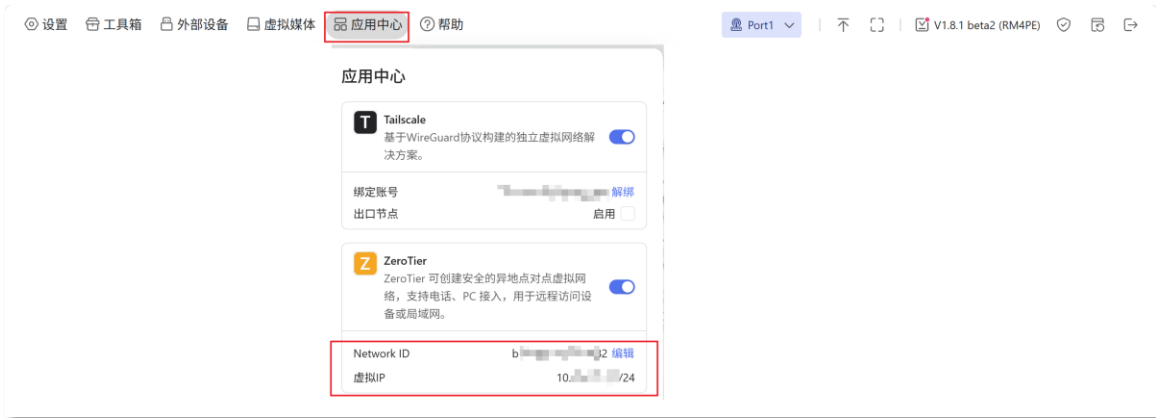 设置 工具箱 外部设备 虚拟媒体 应用中心 帮助 Port1 V1.8.1 beta2 (RM4PE)
应用中心
T Tailscale
基于WireGuard协议构建的独立虚拟网络解
决方案。
绑定账号 解绑
出口节点 启用
Z ZeroTier
ZeroTier 可创建安全的异地点对点虚拟网
络，支持电话、PC 接入，用于远程访问设
备或局域网。
Network ID b 32 编辑
虚拟IP 10. /24